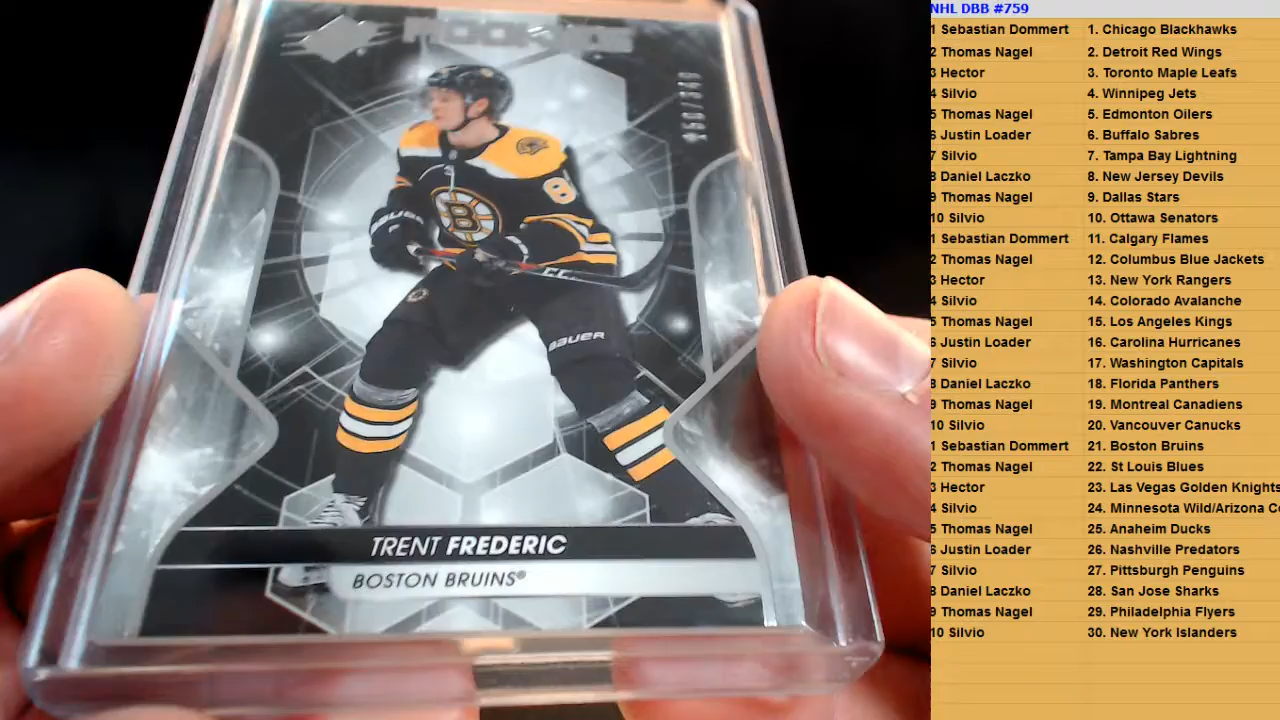 SPX
ROOKIES
150/349
8
B
BAUER
CC
BAUER
TRENT FREDERIC
BOSTON BRUINS®
NHL DBB #759
1 Sebastian Dommert 1. Chicago Blackhawks
2 Thomas Nagel 2. Detroit Red Wings
3 Hector 3. Toronto Maple Leafs
4 Silvio 4. Winnipeg Jets
5 Thomas Nagel 5. Edmonton Oilers
6 Justin Loader 6. Buffalo Sabres
7 Silvio 7. Tampa Bay Lightning
8 Daniel Laczko 8. New Jersey Devils
9 Thomas Nagel 9. Dallas Stars
10 Silvio 10. Ottawa Senators
1 Sebastian Dommert 11. Calgary Flames
2 Thomas Nagel 12. Columbus Blue Jackets
3 Hector 13. New York Rangers
4 Silvio 14. Colorado Avalanche
5 Thomas Nagel 15. Los Angeles Kings
6 Justin Loader 16. Carolina Hurricanes
7 Silvio 17. Washington Capitals
8 Daniel Laczko 18. Florida Panthers
9 Thomas Nagel 19. Montreal Canadiens
10 Silvio 20. Vancouver Canucks
1 Sebastian Dommert 21. Boston Bruins
2 Thomas Nagel 22. St Louis Blues
3 Hector 23. Las Vegas Golden Knights
4 Silvio 24. Minnesota Wild/Arizona Co
5 Thomas Nagel 25. Anaheim Ducks
6 Justin Loader 26. Nashville Predators
7 Silvio 27. Pittsburgh Penguins
8 Daniel Laczko 28. San Jose Sharks
9 Thomas Nagel 29. Philadelphia Flyers
10 Silvio 30. New York Islanders